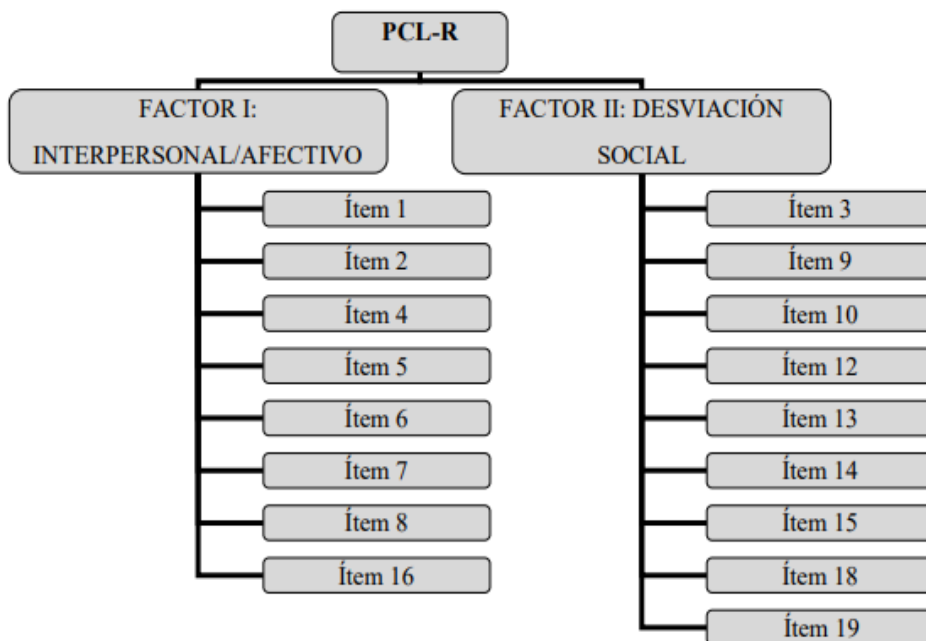 PCL-R
FACTOR I:
INTERPERSONAL/AFECTIVO
Ítem 1
Ítem 2
Ítem 4
Ítem 5
Ítem 6
Ítem 7
Ítem 8
Ítem 16
FACTOR II: DESVIACIÓN
SOCIAL
Ítem 3
Ítem 9
Ítem 10
Ítem 12
Ítem 13
Ítem 14
Ítem 15
Ítem 18
Ítem 19